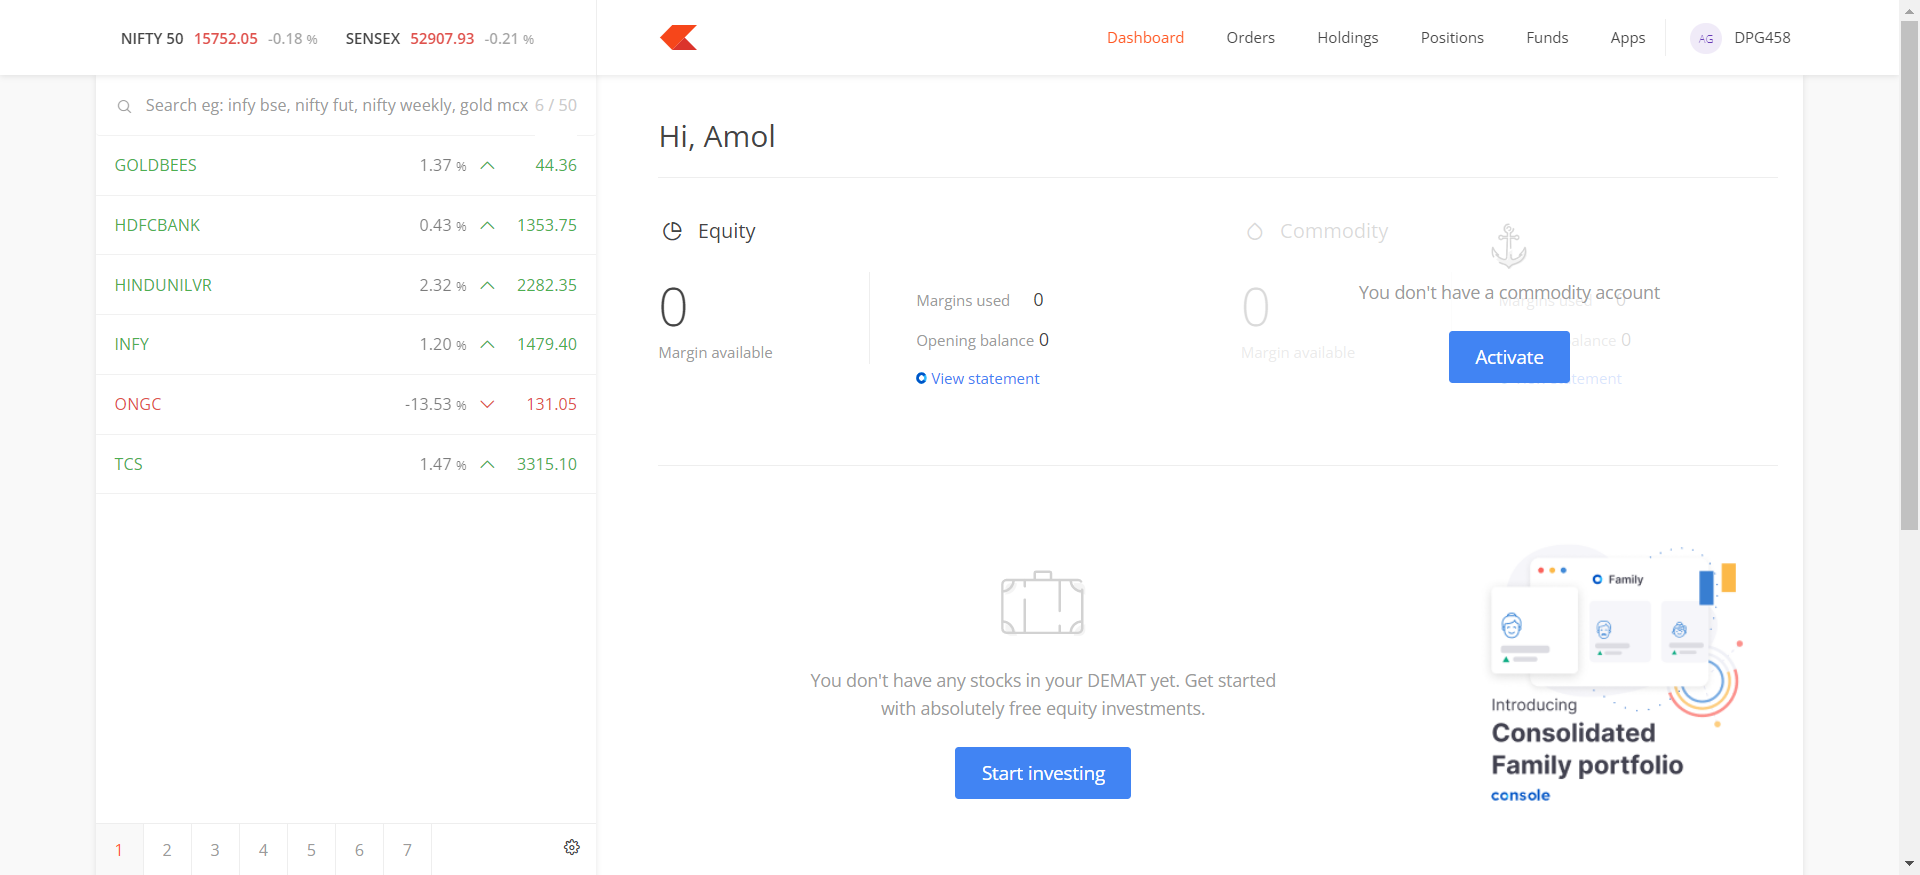 NIFTY 50 15752.05 -0.18 % SENSEX 52907.93 -0.21 %
Dashboard Orders Holdings Positions Funds Apps AG DPG458
Search eg: infy bse, nifty fut, nifty weekly, gold mcx 6 / 50
GOLDBEES 1.37 % 44.36
HDFCBANK 0.43 % 1353.75
HINDUNILVR 2.32 % 2282.35
INFY 1.20 % 1479.40
ONGC -13.53 % 131.05
TCS 1.47 % 3315.10
1 2 3 4 5 6 7
Hi, Amol
Equity
0
Margin available
Margins used 0
Opening balance 0
View statement
Commodity
0
Margin available
Margins used 0
alance 0
tement
You don't have a commodity account
Activate
You don't have any stocks in your DEMAT yet. Get started
with absolutely free equity investments.
Start investing
Family
Introducing
Consolidated
Family portfolio
console